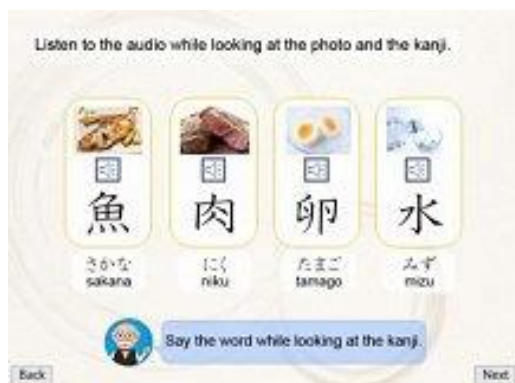 Listen to the audio while looking at the photo and the kanji.
魚 肉 卵 水
さかな にく たまご みず
sakana niku tamago mizu
Say the word while looking at the kanji.
Back Next